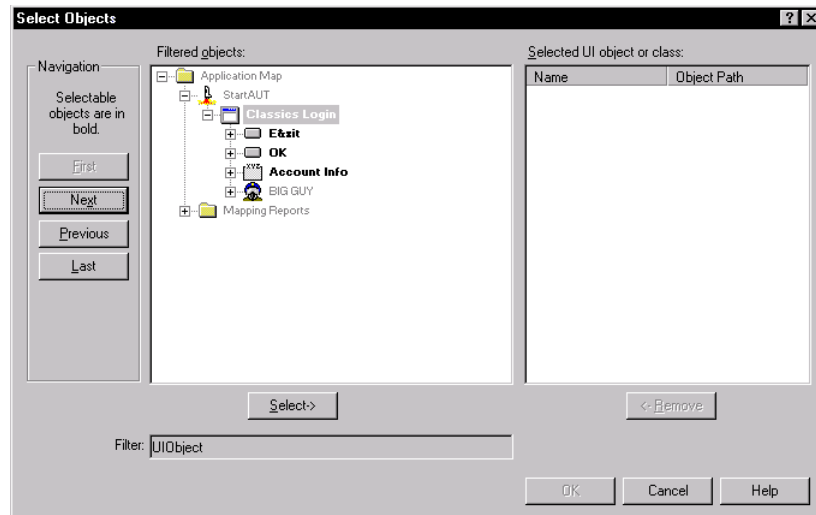 Select Objects
Filtered objects:
Selected UI object or class:
Navigation
Selectable
objects are in
bold.
First
Next
Previous
Last
Application Map
StartAUT
Classics Login
E&xit
OK
XYZ
Account Info
BIG GUY
Mapping Reports
Name Object Path
Select->
<- Remove
Filter: UIObject
OK Cancel Help